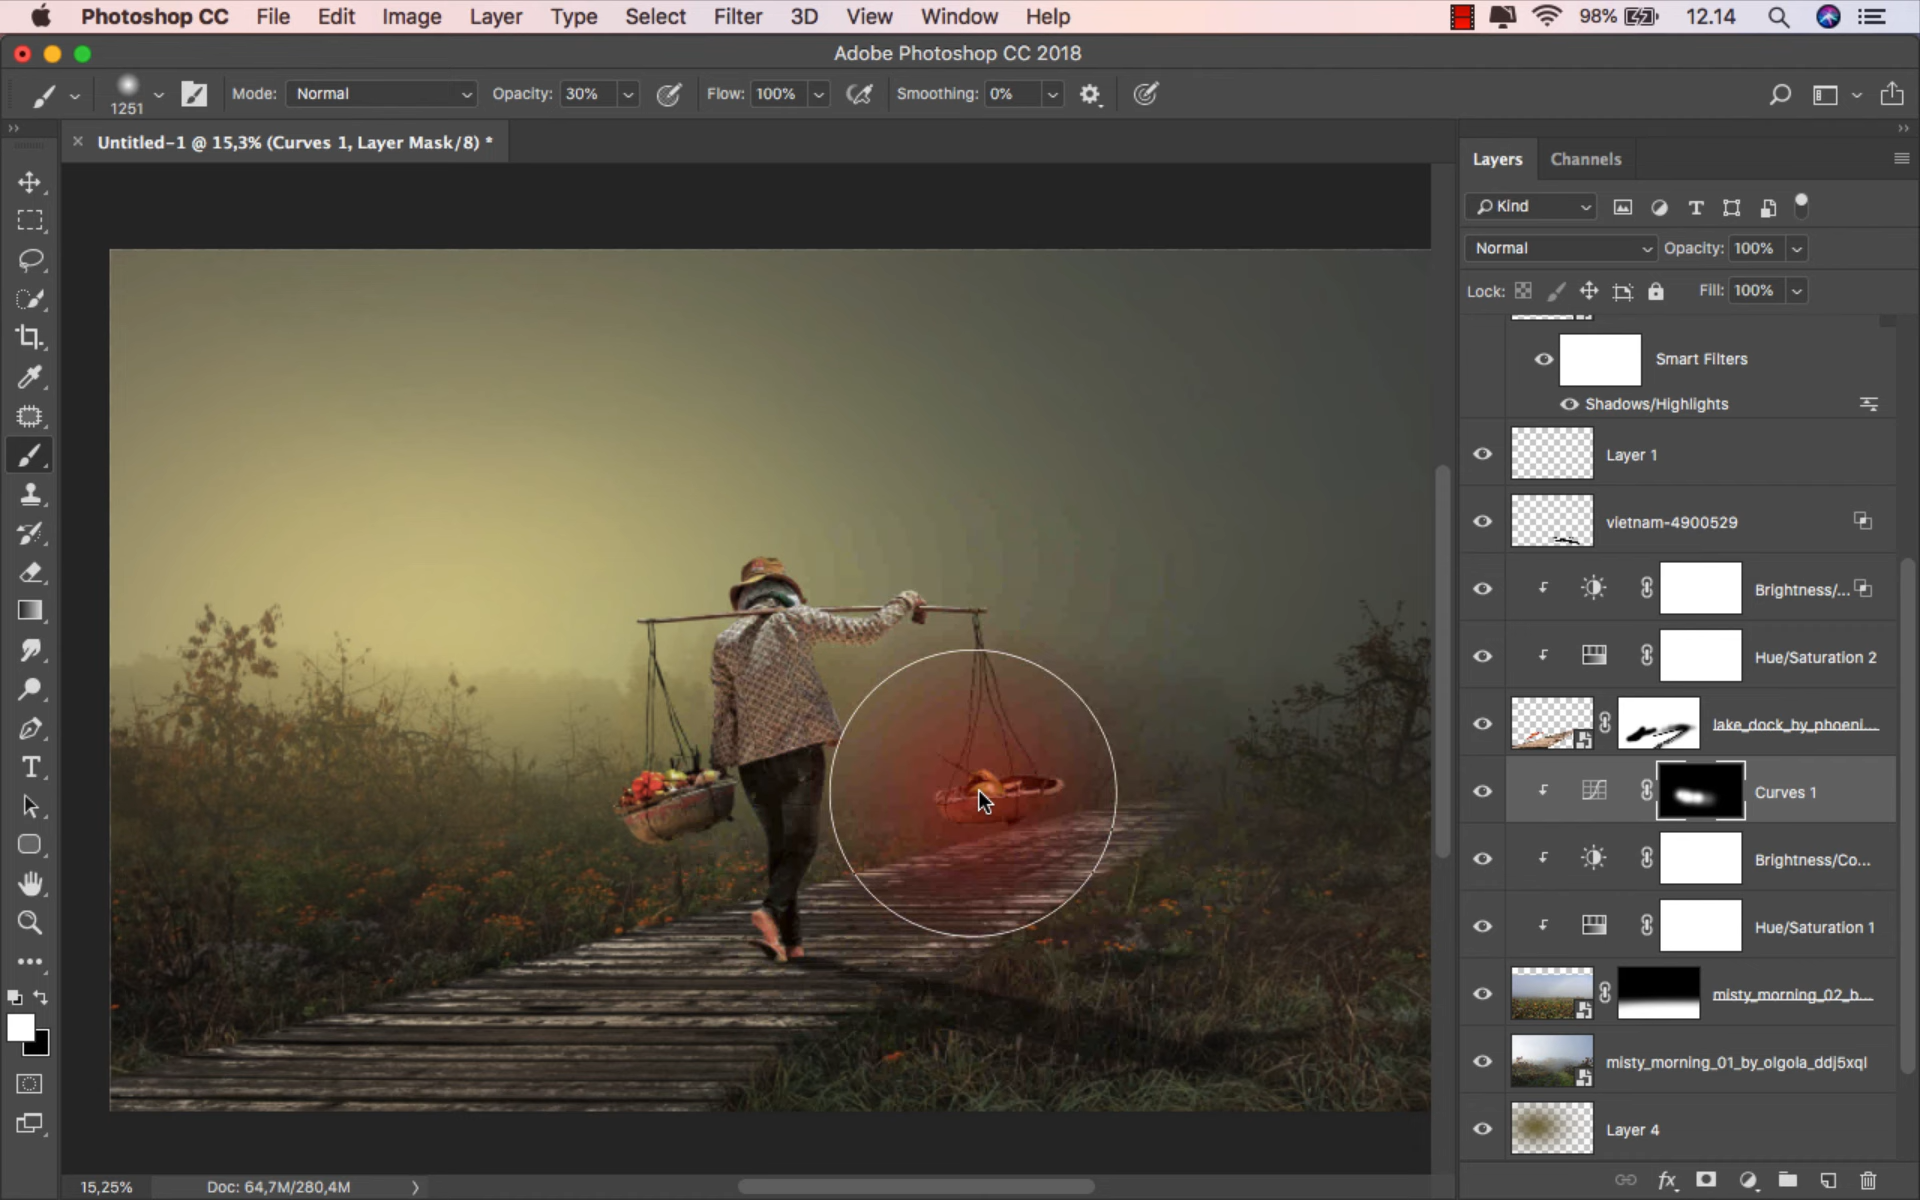 Photoshop CC File Edit Image Layer Type Select Filter 3D View Window Help 98% 12.14
Adobe Photoshop CC 2018
1251 Mode: Normal Opacity: 30% Flow: 100% Smoothing: 0%
Untitled-1 @ 15,3% (Curves 1, Layer Mask/8) *
Layers Channels
Kind
Normal Opacity: 100%
Lock: Fill: 100%
Smart Filters
Shadows/Highlights
Layer 1
vietnam-4900529
Brightness/...
Hue/Saturation 2
lake_dock_by_phoeni...
Curves 1
Brightness/Co...
Hue/Saturation 1
misty_morning_02_b...
misty_morning_01_by_olgola_ddj5xql
Layer 4
15,25% Doc: 64,7M/280,4M